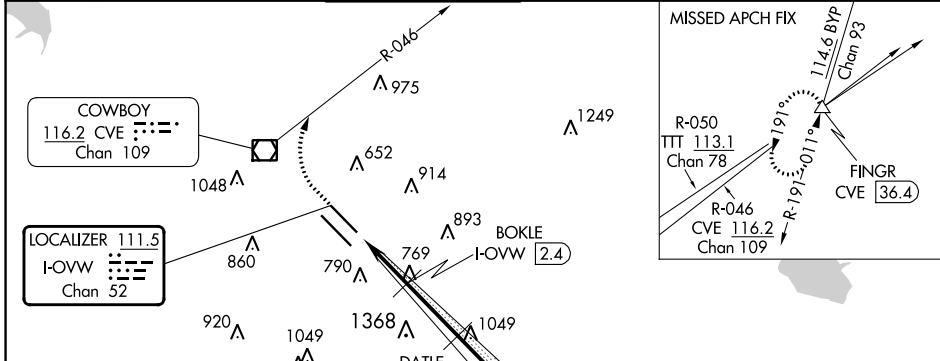 R-046
COWBOY
116.2 CVE
Chan 109
975
1249
652
1048
914
893
LOCALIZER 111.5
I-OVW
Chan 52
860
790
769
BOKLE
I-OVW 2.4
920
1049
1368
1049
DATLE
MISSED APCH FIX
114.6 BYP
Chan 93
R-050
TTT 113.1
Chan 78
191°
R-191
011°
FINGR
CVE 36.4
R-046
CVE 116.2
Chan 109